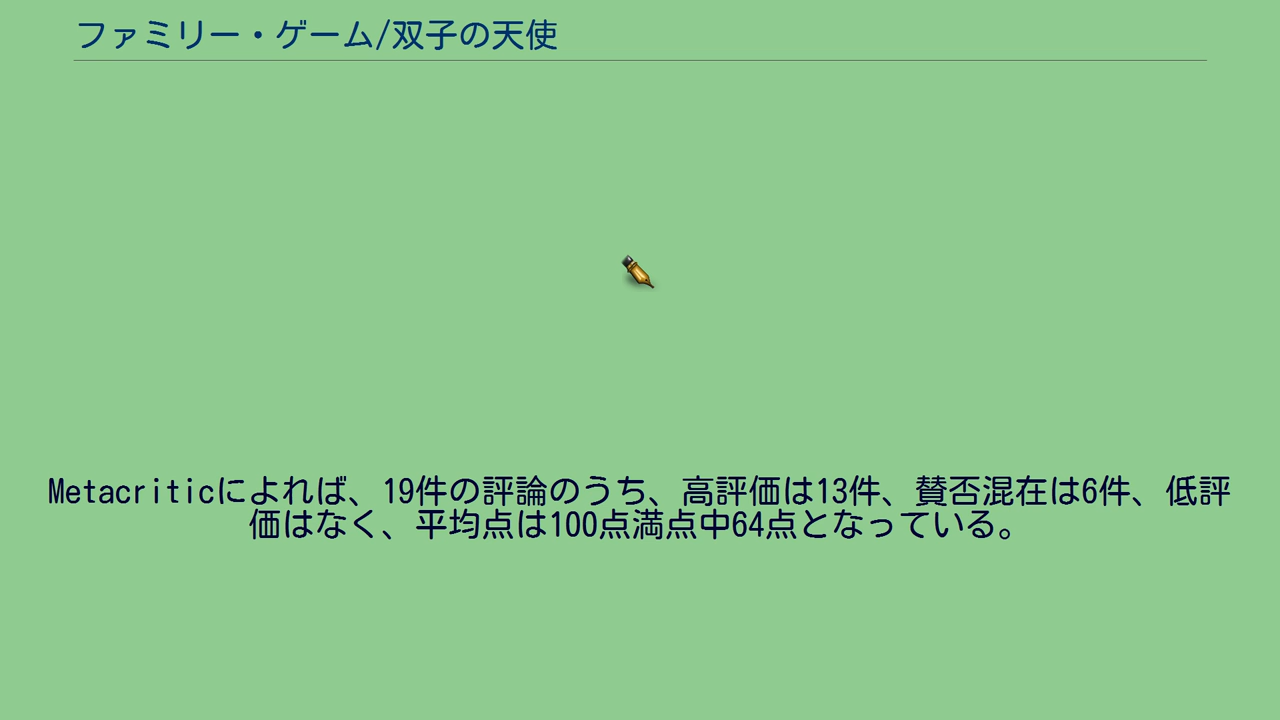 ファミリー・ゲーム/双子の天使
Metacriticによれば、19件の評論のうち、高評価は13件、賛否混在は6件、低評
価はなく、平均点は100点満点中64点となっている。